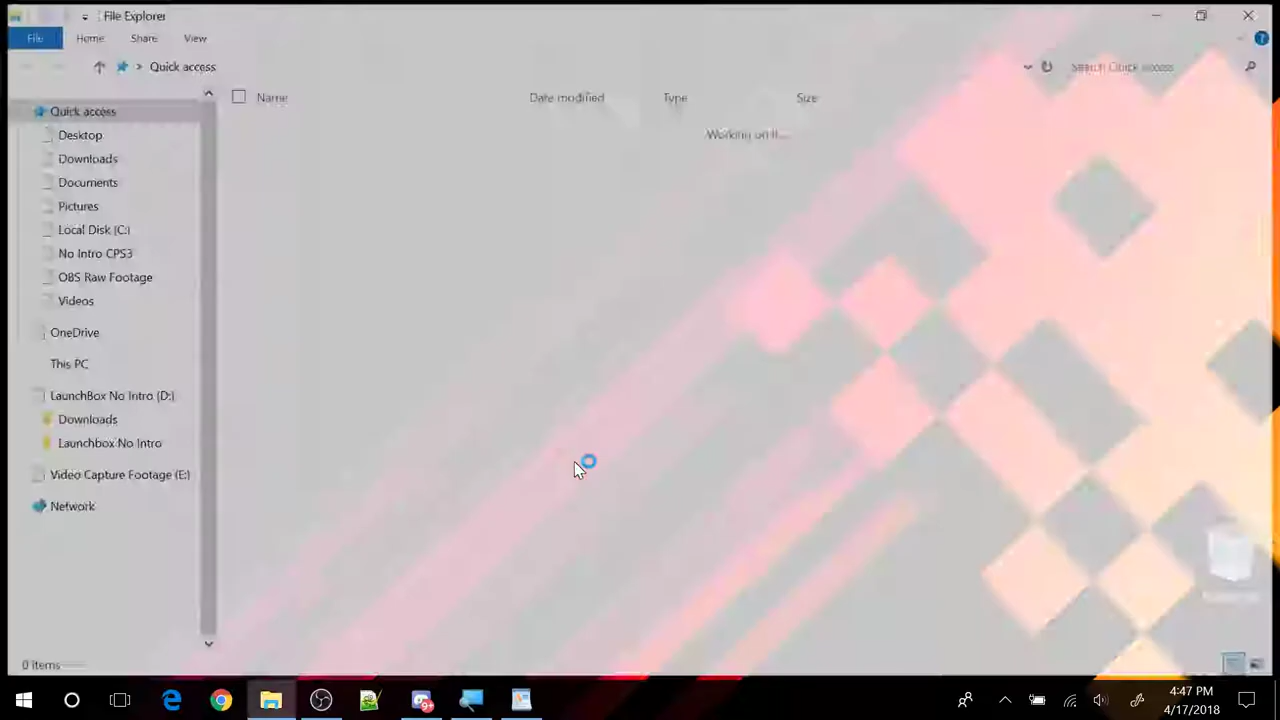 File Explorer
File Home Share View
Quick access
Search Quick access
Name Date modified Type Size
Working on it...
Quick access
Desktop
Downloads
Documents
Pictures
Local Disk (C:)
No Intro CPS3
OBS Raw Footage
Videos
OneDrive
This PC
LaunchBox No Intro (D:)
Downloads
Launchbox No Intro
Video Capture Footage (E:)
Network
0 items
4:47 PM
4/17/2018